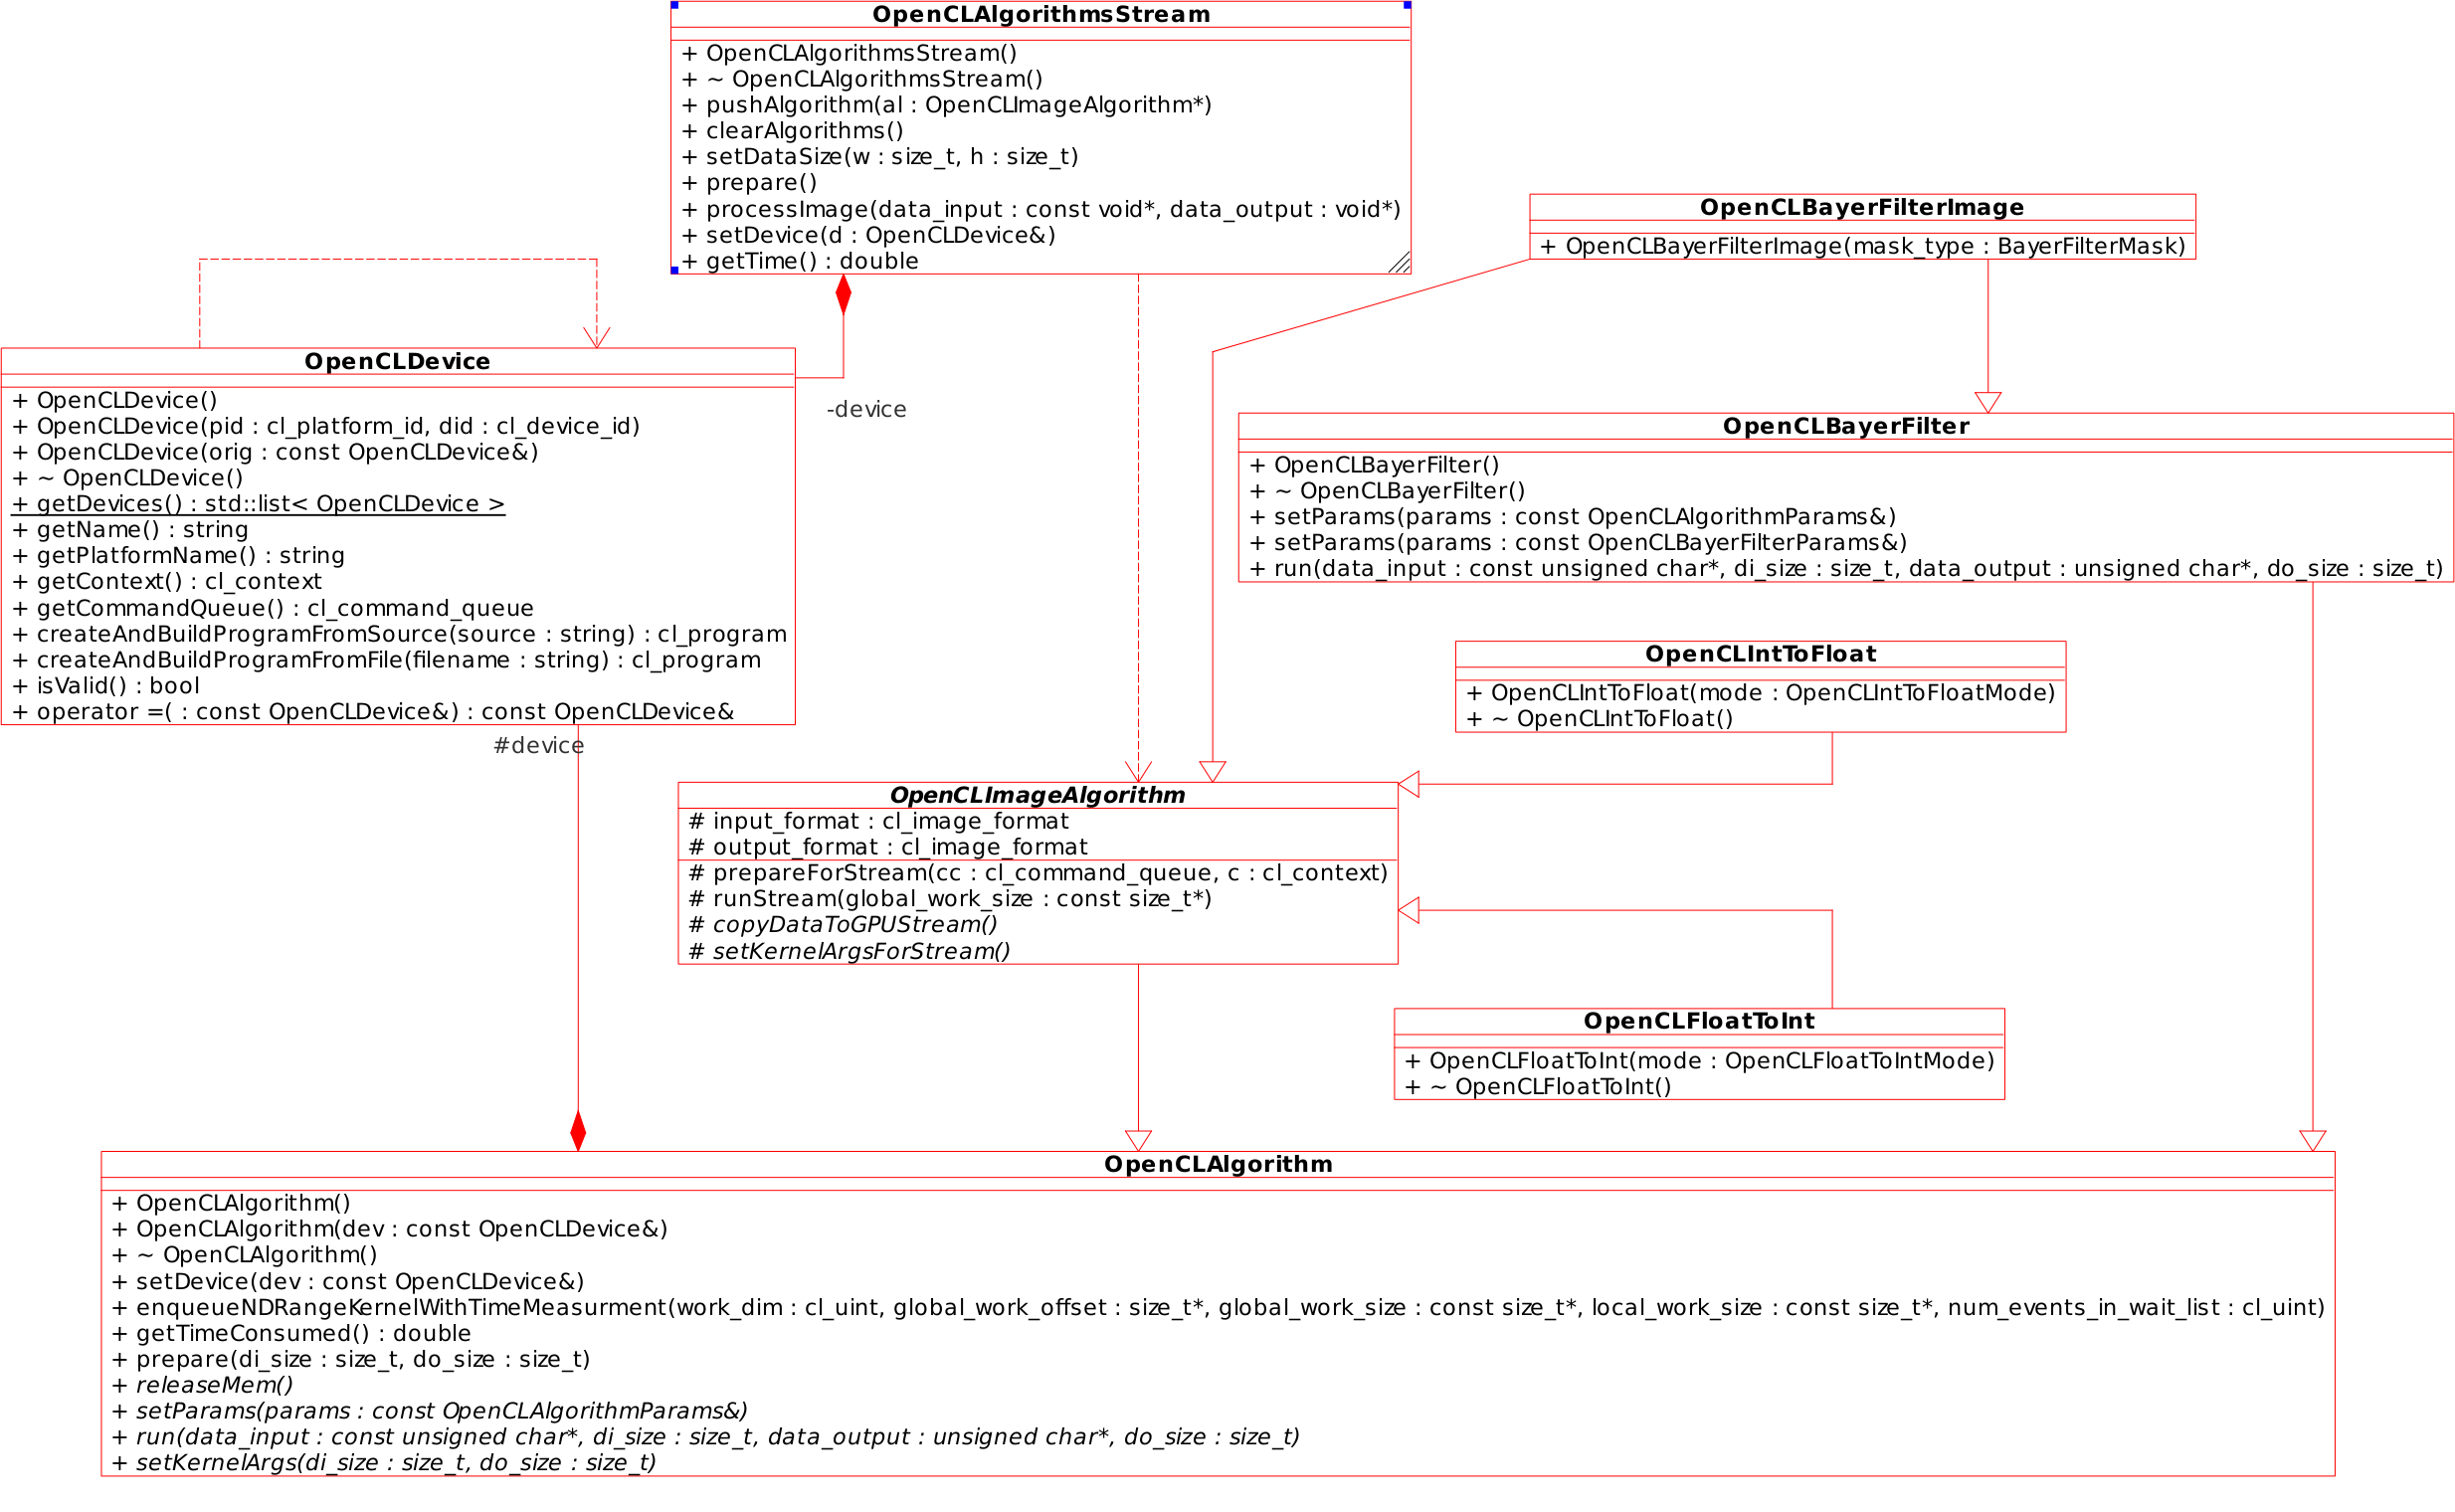 OpenCLAlgorithmsStream
+ OpenCLAlgorithmsStream()
+ ~ OpenCLAlgorithmsStream()
+ pushAlgorithm(al : OpenCLImageAlgorithm*)
+ clearAlgorithms()
+ setDataSize(w : size_t, h : size_t)
+ prepare()
+ processImage(data_input : const void*, data_output : void*)
+ setDevice(d : OpenCLDevice&)
+ getTime() : double
OpenCLBayerFilterImage
+ OpenCLBayerFilterImage(mask_type : BayerFilterMask)
OpenCLDevice
+ OpenCLDevice()
+ OpenCLDevice(pid : cl_platform_id, did : cl_device_id)
+ OpenCLDevice(orig : const OpenCLDevice&)
+ ~ OpenCLDevice()
+ getDevices() : std::list< OpenCLDevice >
+ getName() : string
+ getPlatformName() : string
+ getContext() : cl_context
+ getCommandQueue() : cl_command_queue
+ createAndBuildProgramFromSource(source : string) : cl_program
+ createAndBuildProgramFromFile(filename : string) : cl_program
+ isValid() : bool
+ operator =( : const OpenCLDevice&) : const OpenCLDevice&
-device
#device
OpenCLBayerFilter
+ OpenCLBayerFilter()
+ ~ OpenCLBayerFilter()
+ setParams(params : const OpenCLAlgorithmParams&)
+ setParams(params : const OpenCLBayerFilterParams&)
+ run(data_input : const unsigned char*, di_size : size_t, data_output : unsigned char*, do_size : size_t)
OpenCLIntToFloat
+ OpenCLIntToFloat(mode : OpenCLIntToFloatMode)
+ ~ OpenCLIntToFloat()
OpenCLImageAlgorithm
# input_format : cl_image_format
# output_format : cl_image_format
# prepareForStream(cc : cl_command_queue, c : cl_context)
# runStream(global_work_size : const size_t*)
# copyDataToGPUStream()
# setKernelArgsForStream()
OpenCLFloatToInt
+ OpenCLFloatToInt(mode : OpenCLFloatToIntMode)
+ ~ OpenCLFloatToInt()
OpenCLAlgorithm
+ OpenCLAlgorithm()
+ OpenCLAlgorithm(dev : const OpenCLDevice&)
+ ~ OpenCLAlgorithm()
+ setDevice(dev : const OpenCLDevice&)
+ enqueueNDRangeKernelWithTimeMeasurment(work_dim : cl_uint, global_work_offset : size_t*, global_work_size : const size_t*, local_work_size : const size_t*, num_events_in_wait_list : cl_uint)
+ getTimeConsumed() : double
+ prepare(di_size : size_t, do_size : size_t)
+ releaseMem()
+ setParams(params : const OpenCLAlgorithmParams&)
+ run(data_input : const unsigned char*, di_size : size_t, data_output : unsigned char*, do_size : size_t)
+ setKernelArgs(di_size : size_t, do_size : size_t)